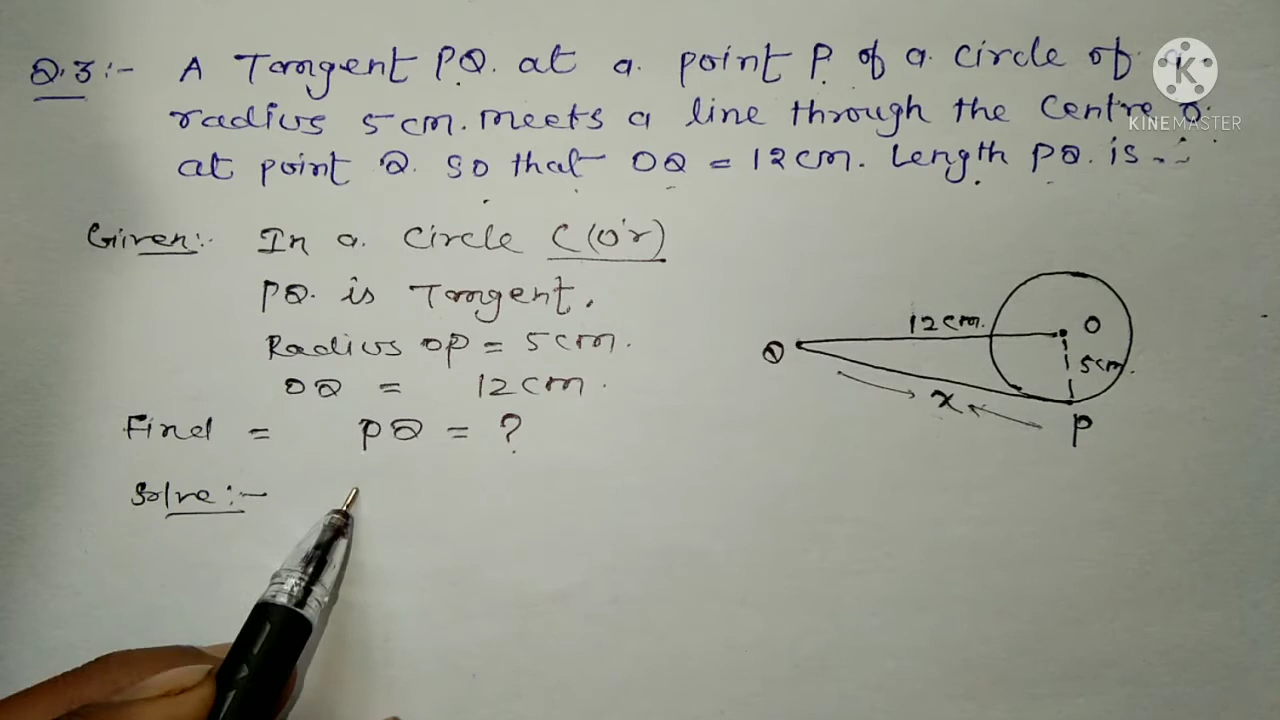 Q.3:- A Tangent PQ. at a. point P. of a. circle of a.
radius 5cm. meets a line through the Centre O.
at point Q. so that OQ = 12cm. Length PQ. is..-
Given:- In a. circle C(O'r)
PQ. is Tangent.
Radius OP = 5cm.
OQ = 12cm.
Find = PQ = ?
Solve:-
12cm.
O
Q
5cm.
x
P
K
KINEMASTER